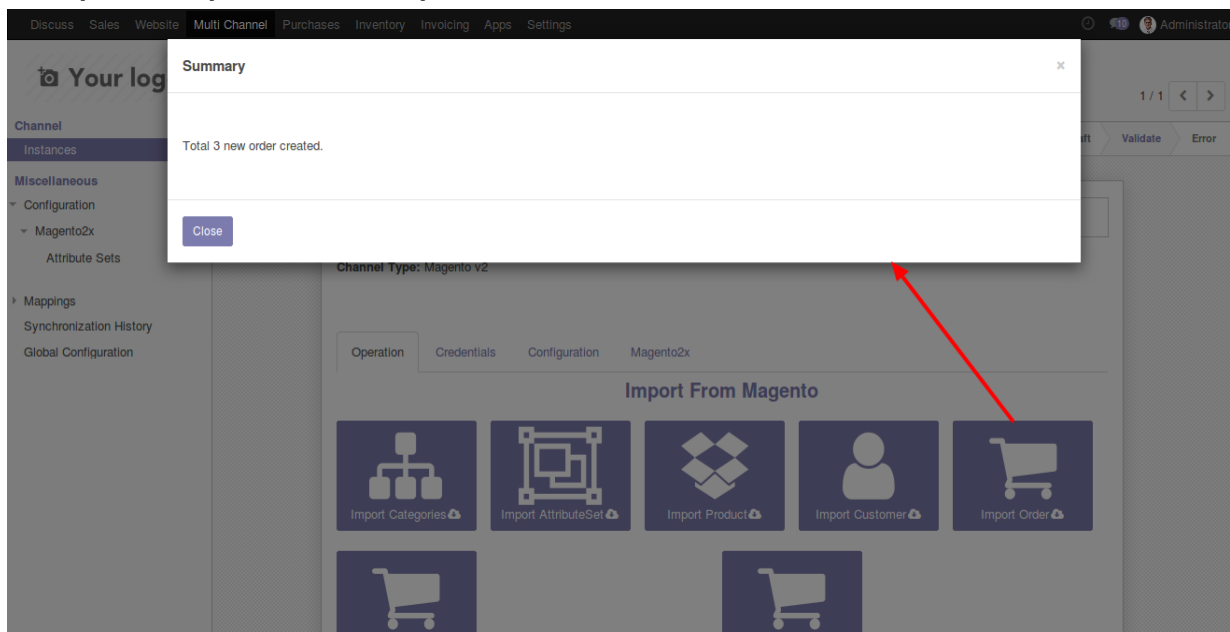 Discuss Sales Website Multi Channel Purchases Inventory Invoicing Apps Settings 10 Administrator
Your log
Summary ×
1 / 1
Channel
Instances
Total 3 new order created.
aft Validate Error
Miscellaneous
Configuration
Magento2x
Close
Attribute Sets
Channel Type: Magento v2
Mappings
Synchronization History
Global Configuration
Operation Credentials Configuration Magento2x
Import From Magento
Import Categories Import AttributeSet Import Product Import Customer Import Order